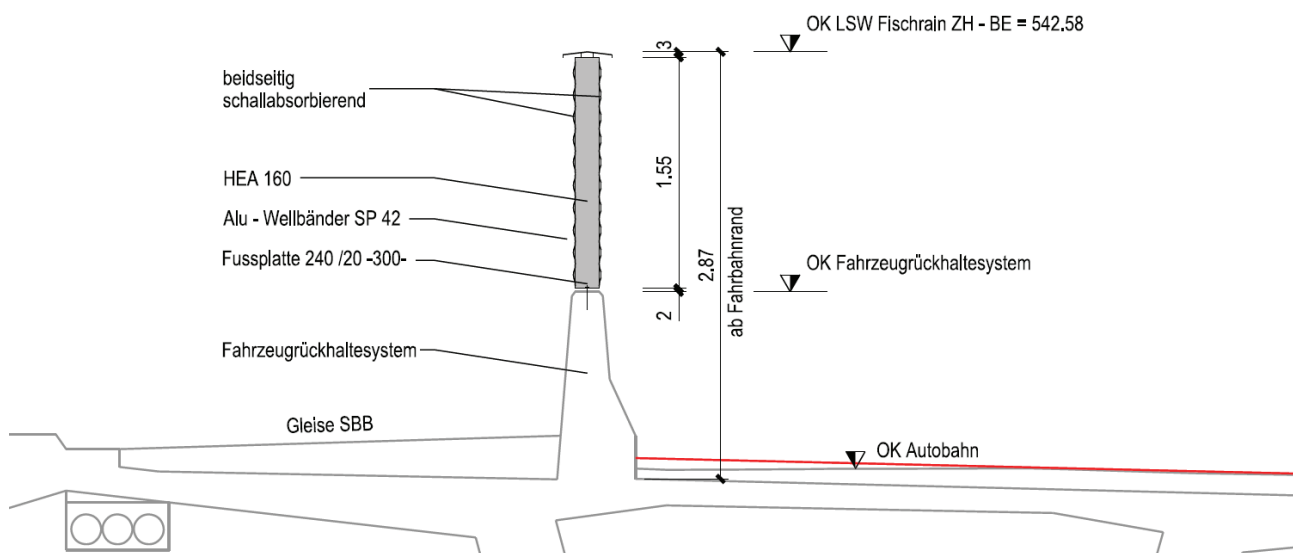 OK LSW Fischrain ZH - BE = 542.58
3
beidseitig
schallabsorbierend
1.55
HEA 160
Alu - Wellbänder SP 42
2.87
ab Fahrbahnrand
Fussplatte 240 /20 -300-
OK Fahrzeugrückhaltesystem
2
Fahrzeugrückhaltesystem
Gleise SBB
OK Autobahn